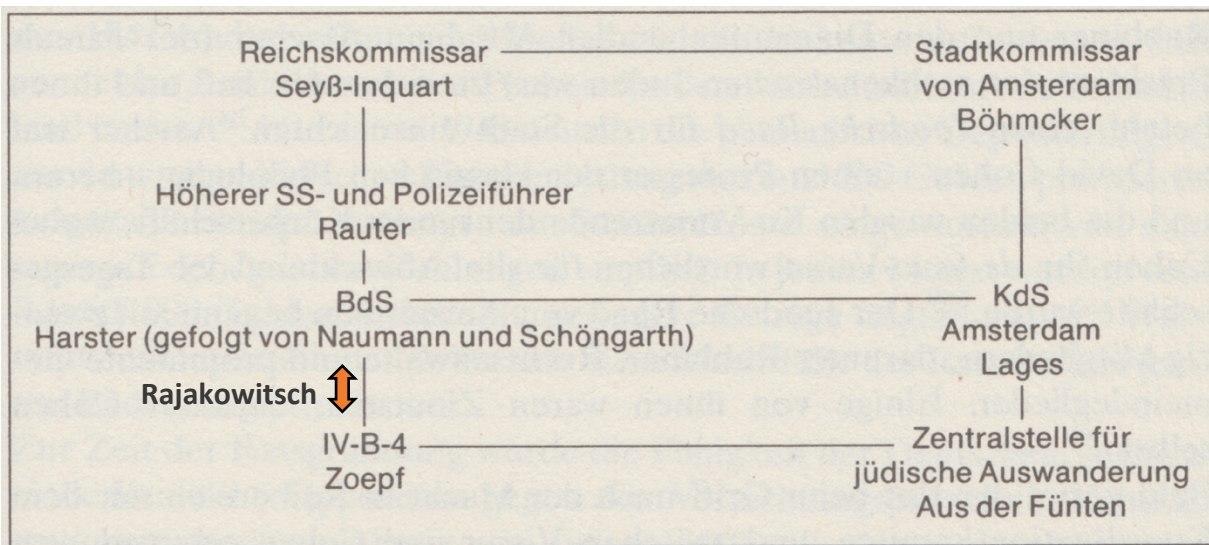 Reichskommissar
Seyß-Inquart
Stadtkommissar
von Amsterdam
Böhmcker
Höherer SS- und Polizeiführer
Rauter
BdS
Harster (gefolgt von Naumann und Schöngarth)
KdS
Amsterdam
Lages
Rajakowitsch
IV-B-4
Zoepf
Zentralstelle für
jüdische Auswanderung
Aus der Fünten